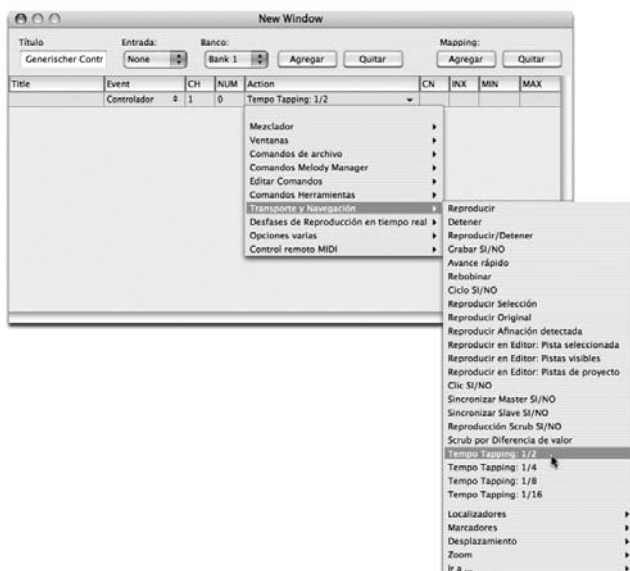 New Window
Título Entrada: Banco: Mapping:
Generischer Contr None Bank 1 Agregar Quitar Agregar Quitar
Title Event CH NUM Action CN INX MIN MAX
Controlador 1 0 Tempo Tapping: 1/2
Mezclador
Ventanas
Comandos de archivo
Comandos Melody Manager
Editar Comandos
Comandos Herramientas
Transporte y Navegación
Desfases de Reproducción en tiempo real
Opciones varias
Control remoto MIDI
Reproducir
Detener
Reproducir/Detener
Grabar SI/NO
Avance rápido
Rebobinar
Ciclo SI/NO
Reproducir Selección
Reproducir Original
Reproducir Afinación detectada
Reproducir en Editor: Pista seleccionada
Reproducir en Editor: Pistas visibles
Reproducir en Editor: Pistas de proyecto
Clic SI/NO
Sincronizar Master SI/NO
Sincronizar Slave SI/NO
Reproducción Scrub SI/NO
Scrub por Diferencia de valor
Tempo Tapping: 1/2
Tempo Tapping: 1/4
Tempo Tapping: 1/8
Tempo Tapping: 1/16
Localizadores
Marcadores
Desplazamiento
Zoom
Ir a ...